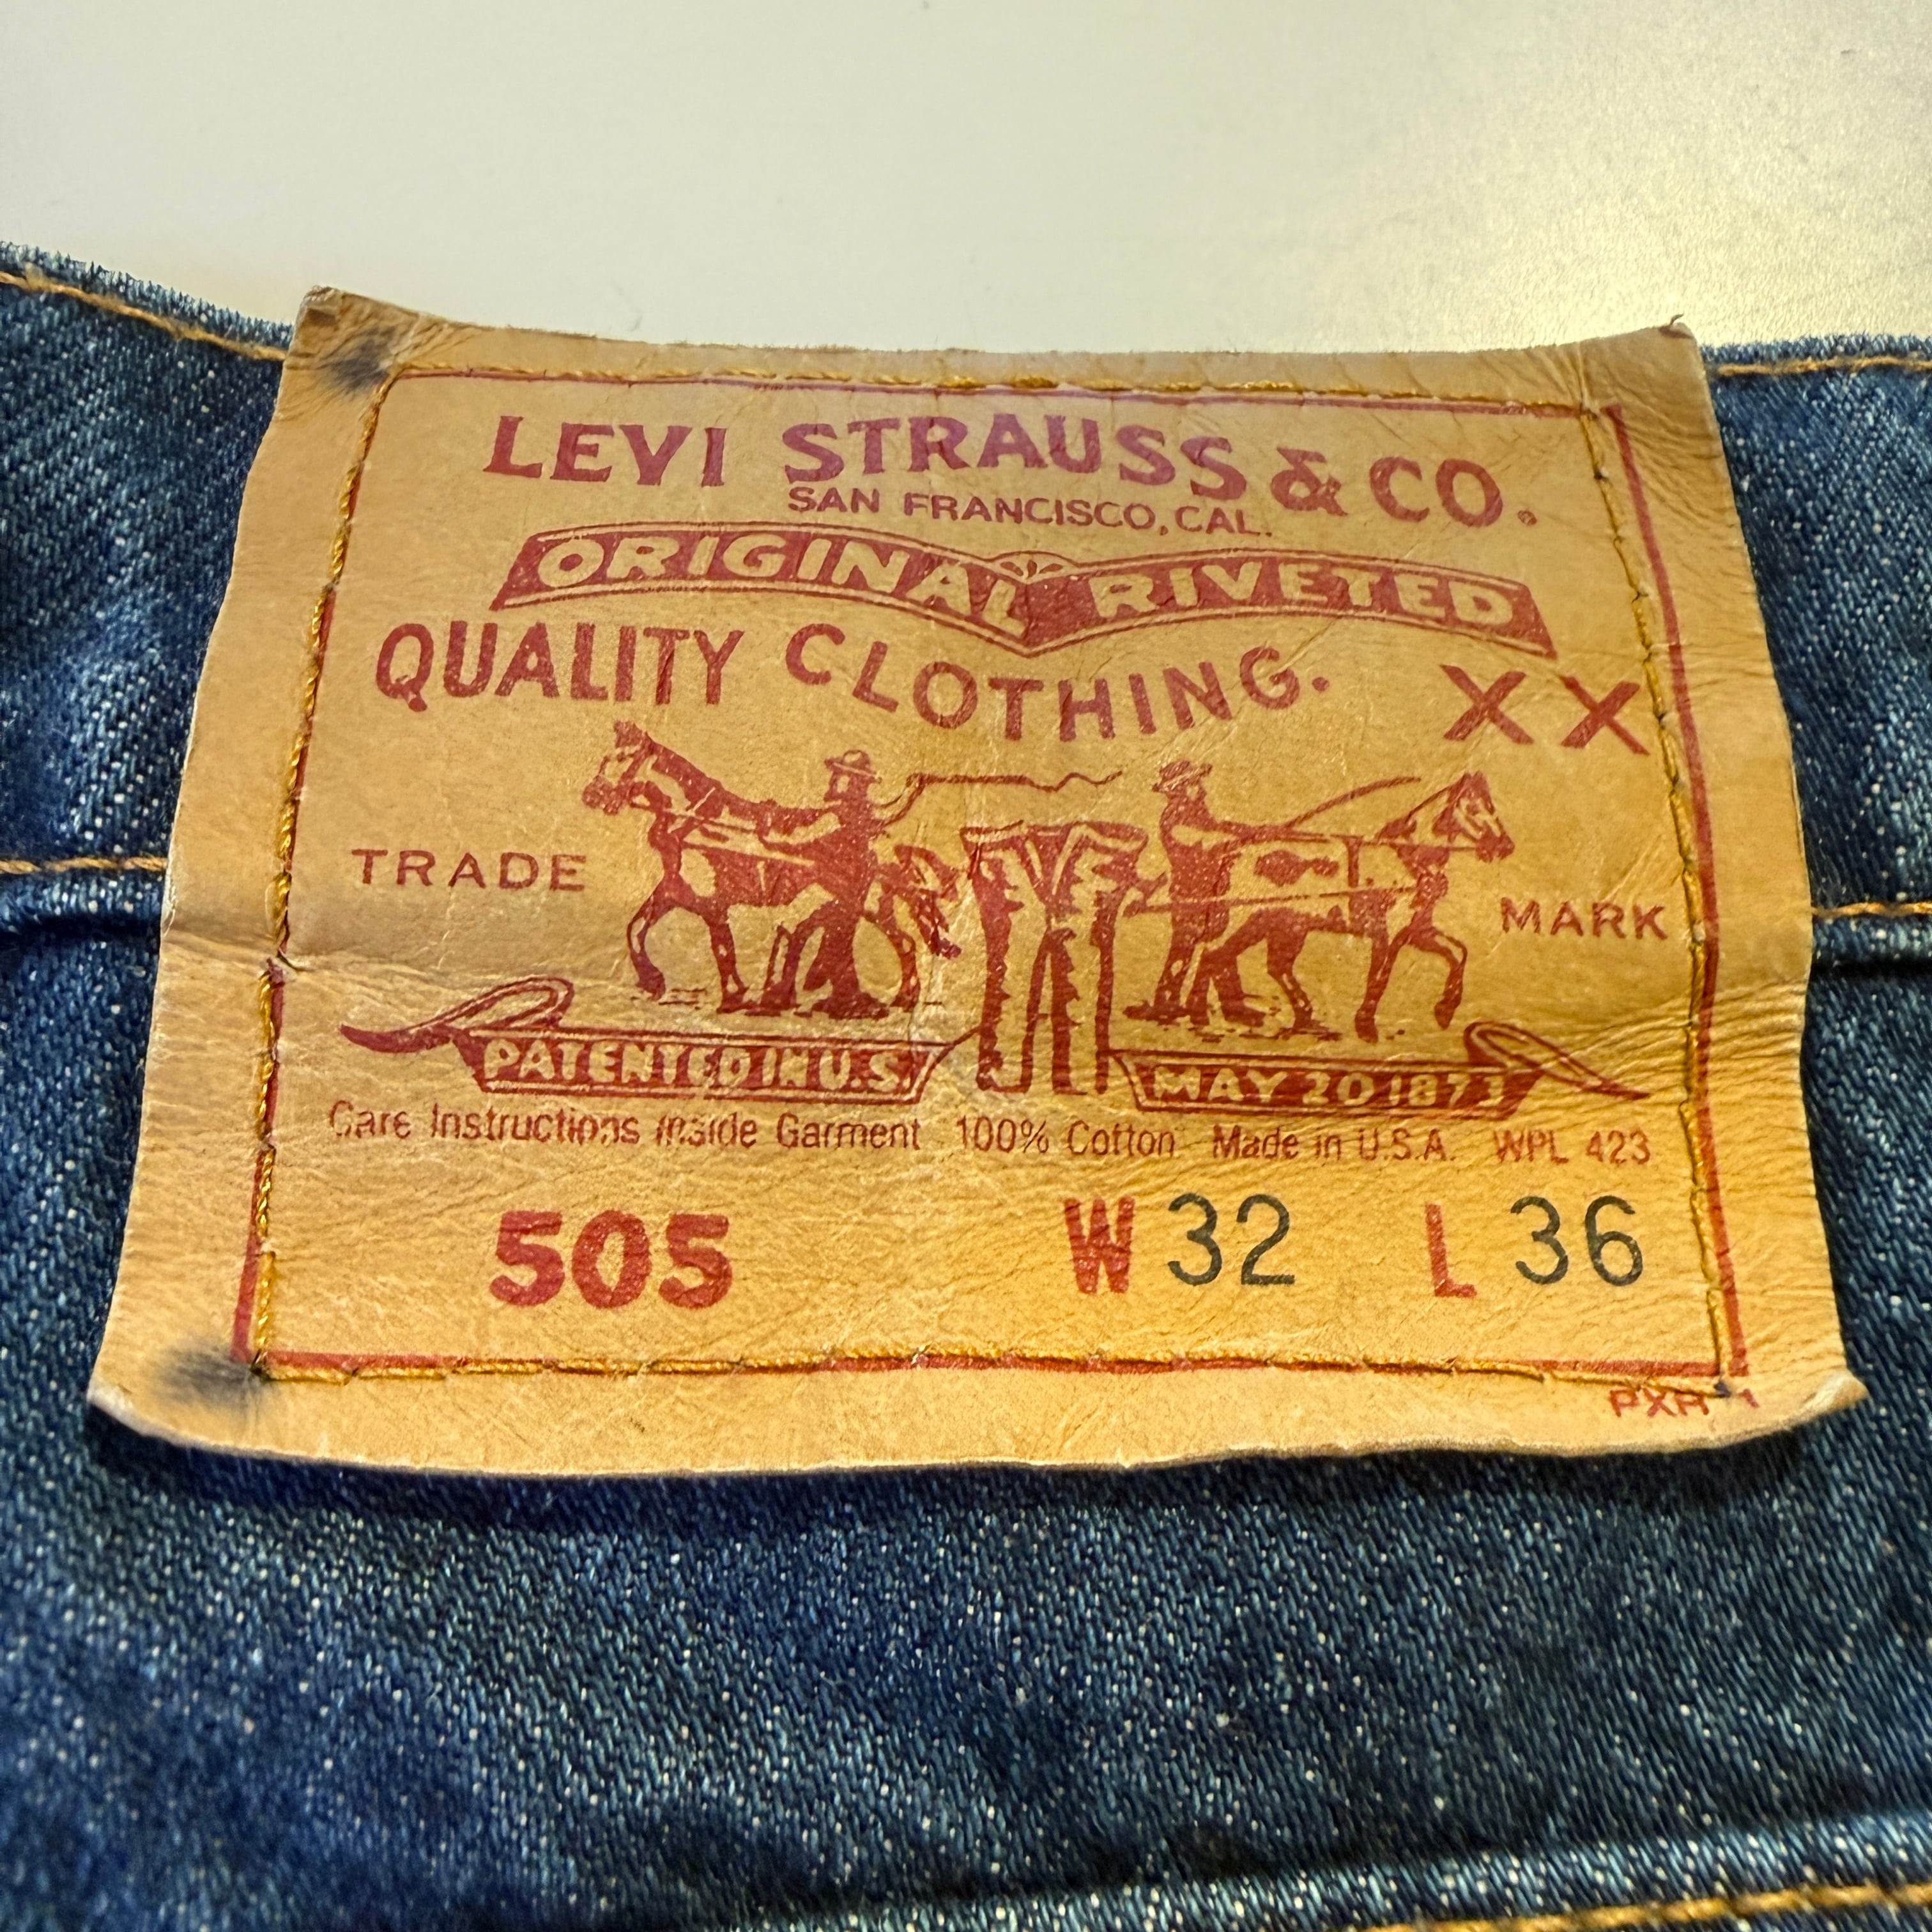 LEVI STRAUSS & CO.
SAN FRANCISCO, CAL.
ORIGINAL RIVETED
QUALITY CLOTHING. XX
TRADE MARK
PATENTED IN U.S. MAY 20 1873
Care Instructions Inside Garment 100% Cotton Made in U.S.A. WPL 423
505 W 32 L 36